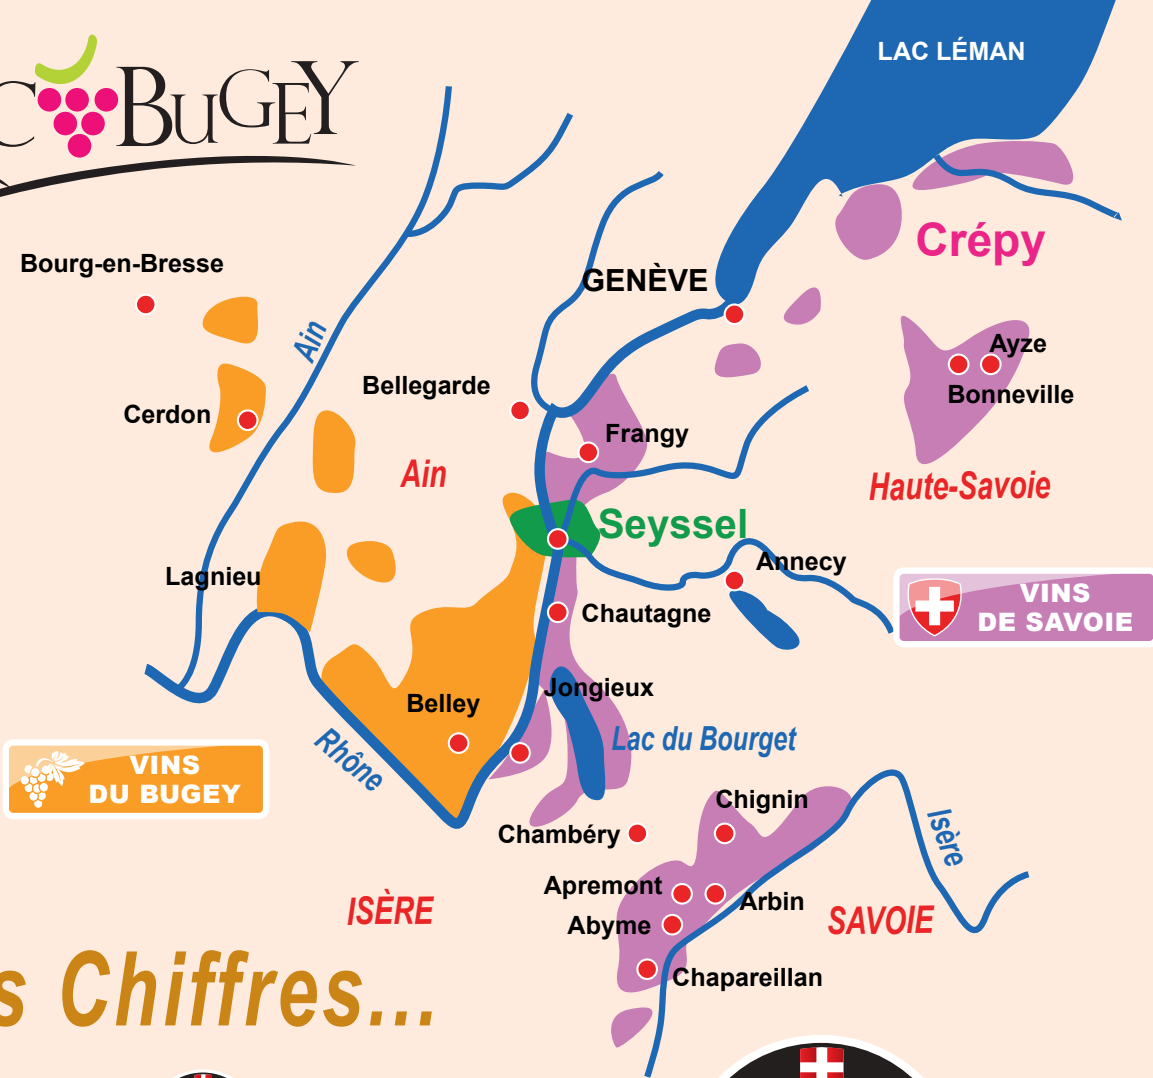 LAC LÉMAN
C BUGEY
Crépy
Bourg-en-Bresse
GENÈVE
Ain
Ayze
Bellegarde
Bonneville
Cerdon
Frangy
Ain
Haute-Savoie
Seyssel
Annecy
Lagnieu
VINS
DE SAVOIE
Chautagne
Jongieux
Belley
Lac du Bourget
Rhône
VINS
DU BUGEY
Chignin
Isère
Chambéry
Apremont
Arbin
Abyme
ISÈRE
SAVOIE
Chapareillan
s Chiffres...